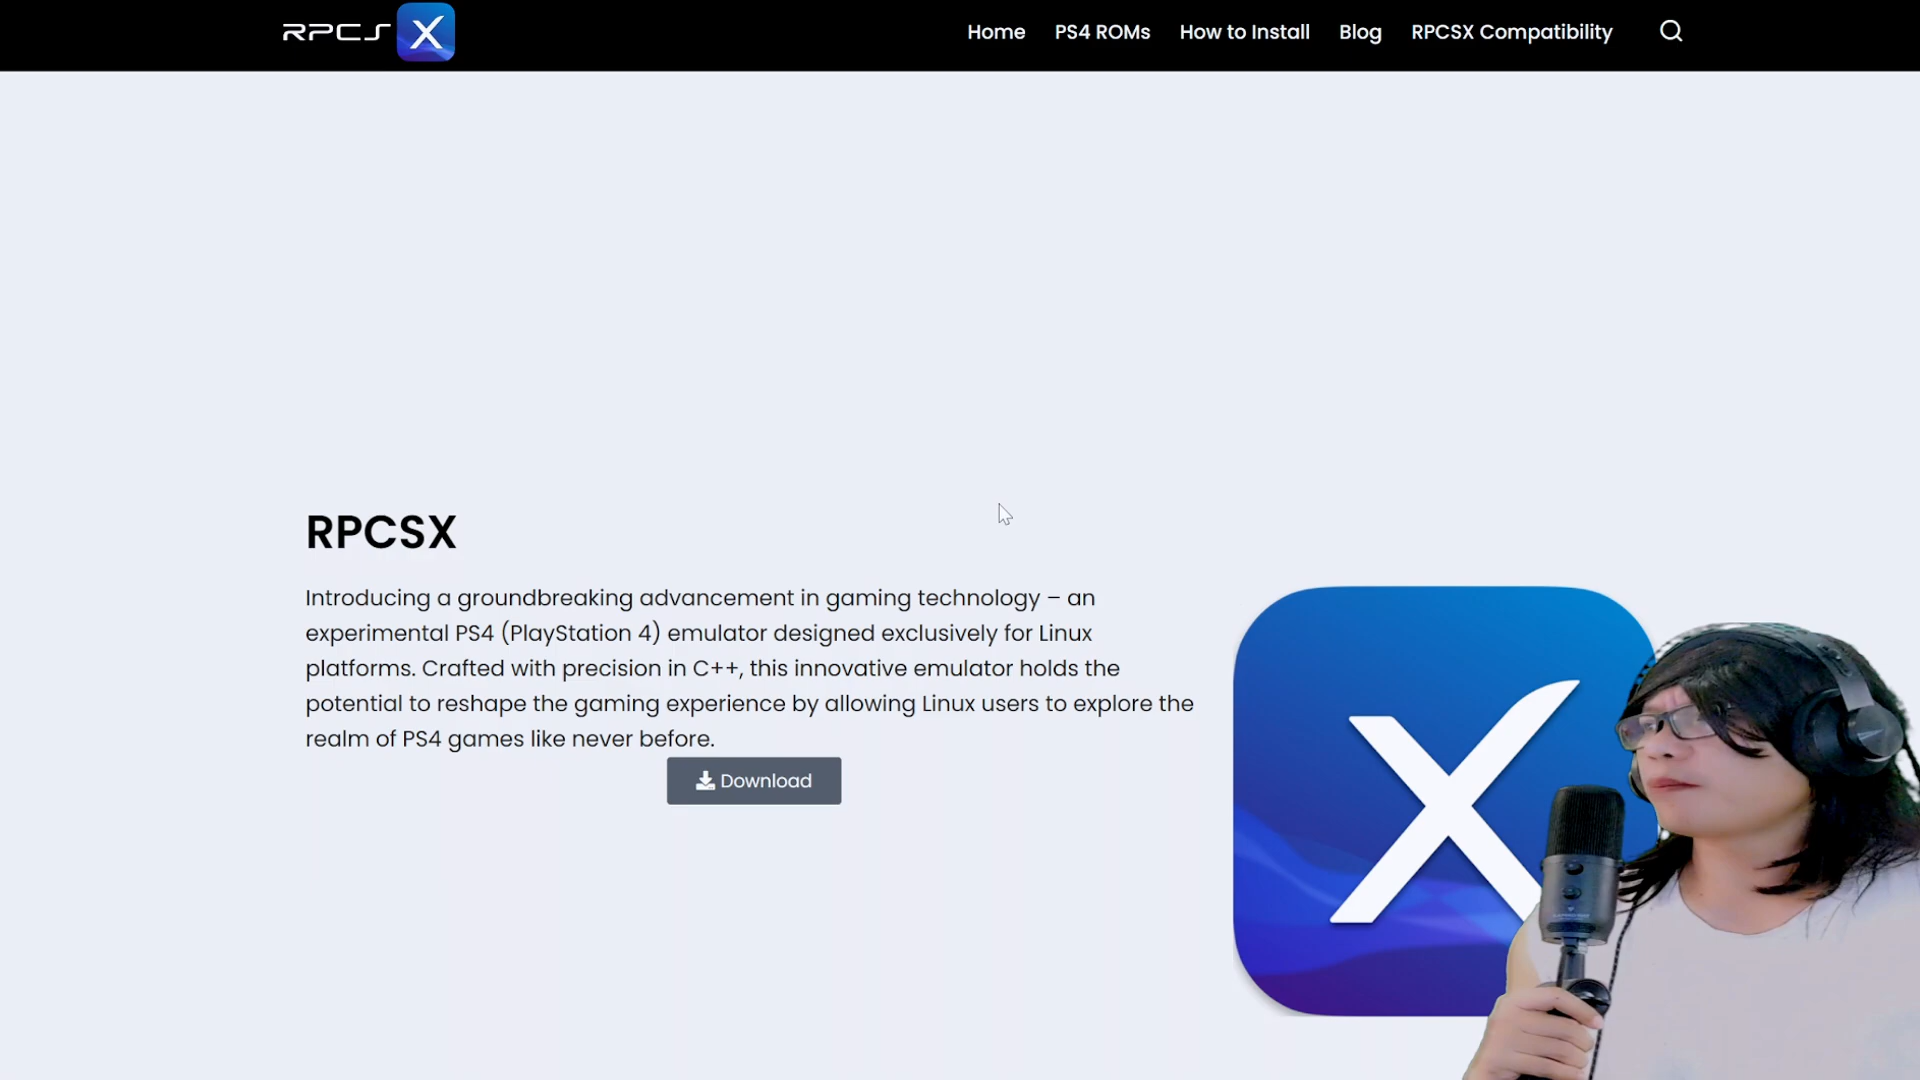 RPCS X
Home PS4 ROMs How to Install Blog RPCSX Compatibility
RPCSX
Introducing a groundbreaking advancement in gaming technology – an
experimental PS4 (PlayStation 4) emulator designed exclusively for Linux
platforms. Crafted with precision in C++, this innovative emulator holds the
potential to reshape the gaming experience by allowing Linux users to explore the
realm of PS4 games like never before.
Download
X